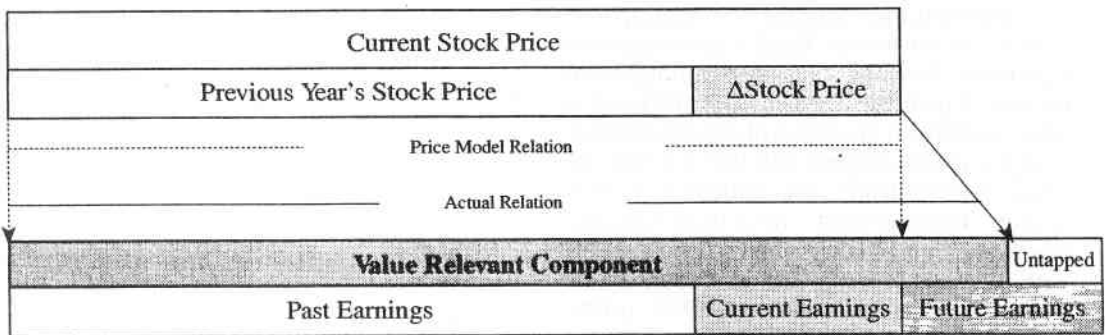 Current Stock Price
Previous Year's Stock Price ΔStock Price
Price Model Relation
Actual Relation
Value Relevant Component Untapped
Past Earnings Current Earnings Future Earnings